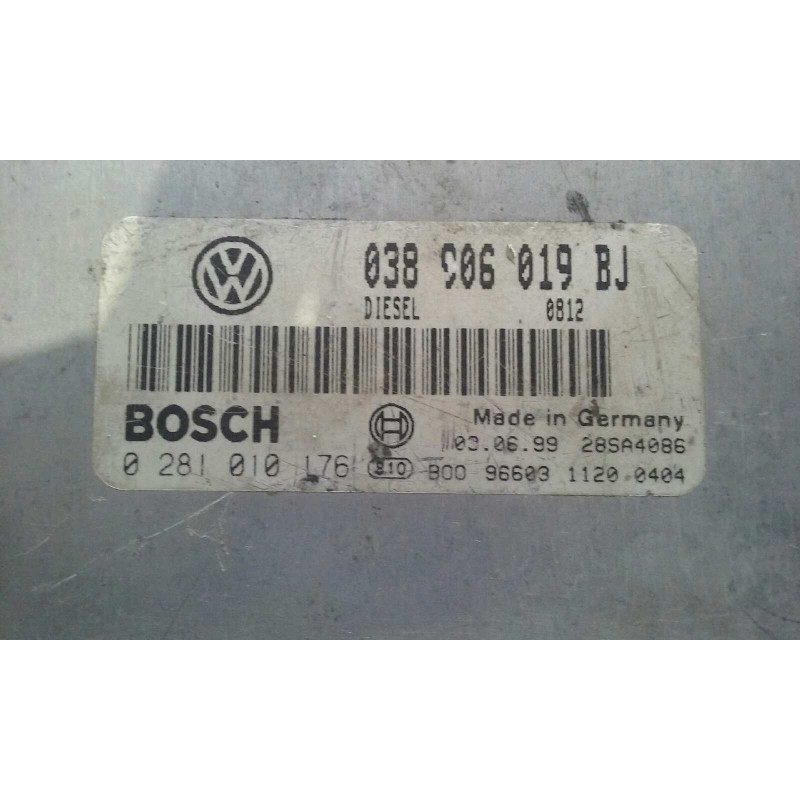 038 906 019 BJ
DIESEL 0812
BOSCH
Made in Germany
03.06.99 28SA4086
0 281 010 176 B00 96603 1120 0404